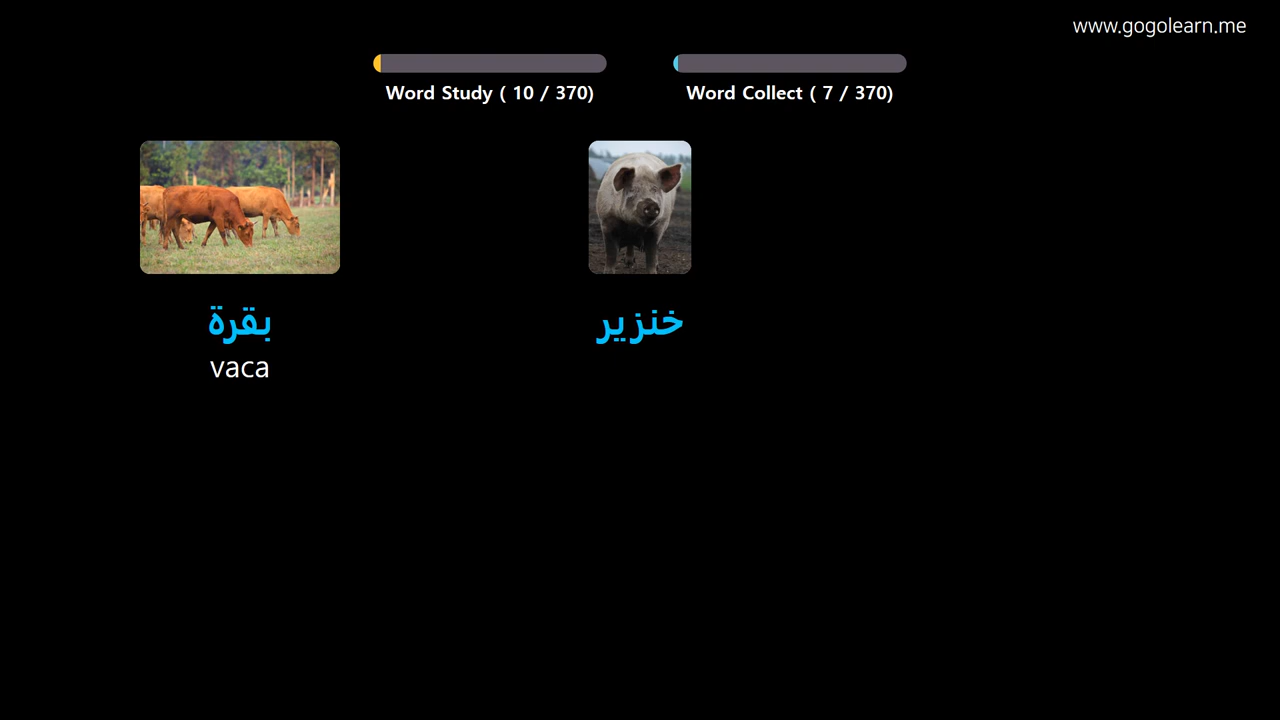 www.gogolearn.me
Word Study ( 10 / 370)
Word Collect ( 7 / 370)
بقرة
vaca
خنزير